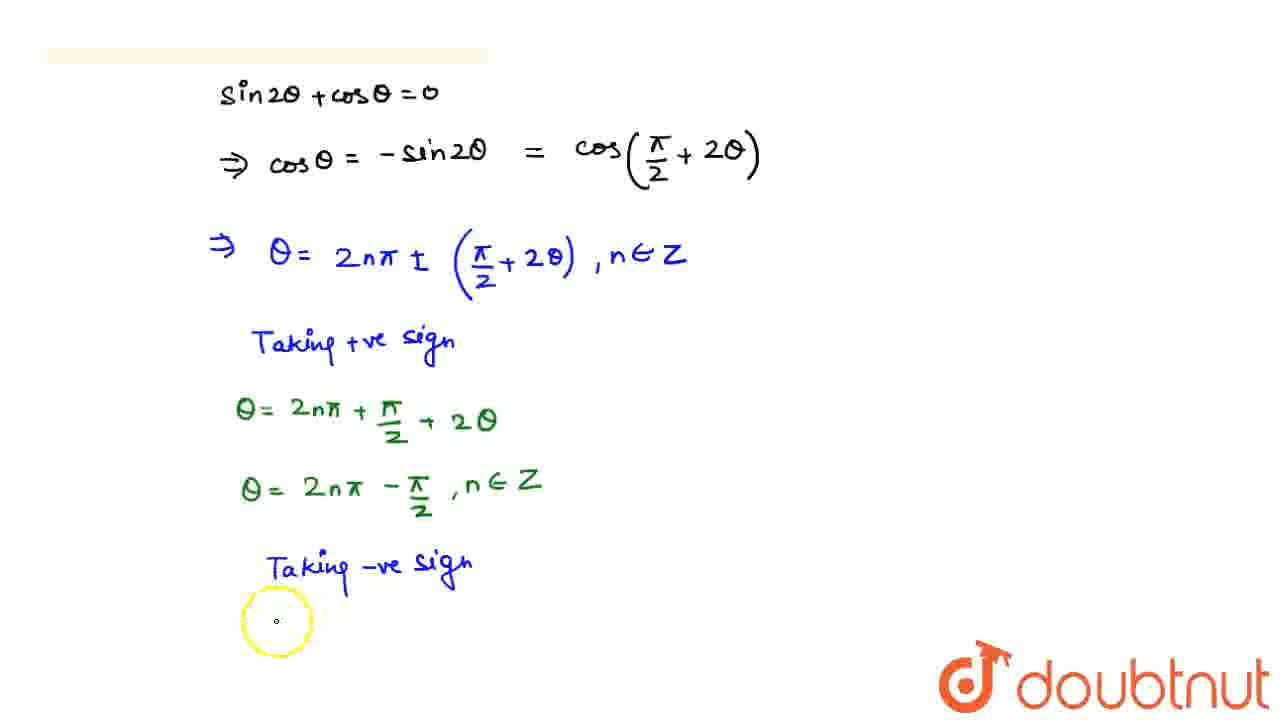 sin2θ + cosθ = 0
⇒ cosθ = - sin2θ = cos(π/2 + 2θ)
⇒ θ = 2nπ ± (π/2 + 2θ), n ∈ Z
Taking +ve sign
θ = 2nπ + π/2 + 2θ
θ = 2nπ - π/2, n ∈ Z
Taking -ve sign
doubtnut